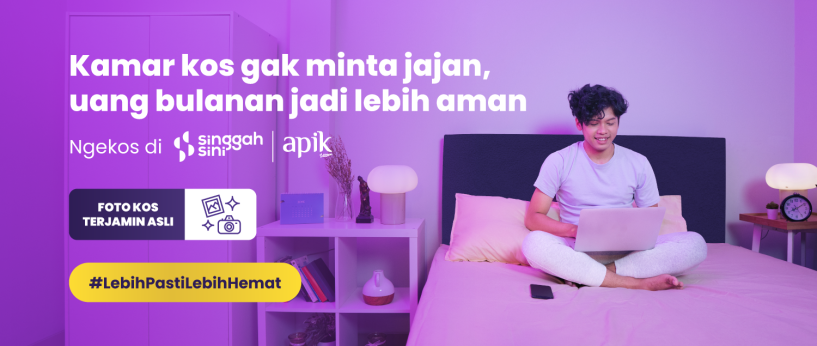 Kamar kos gak minta jajan,
uang bulanan jadi lebih aman
Ngekos di singgah sini | apik
FOTO KOS
TERJAMIN ASLI
#LebihPastiLebihHemat